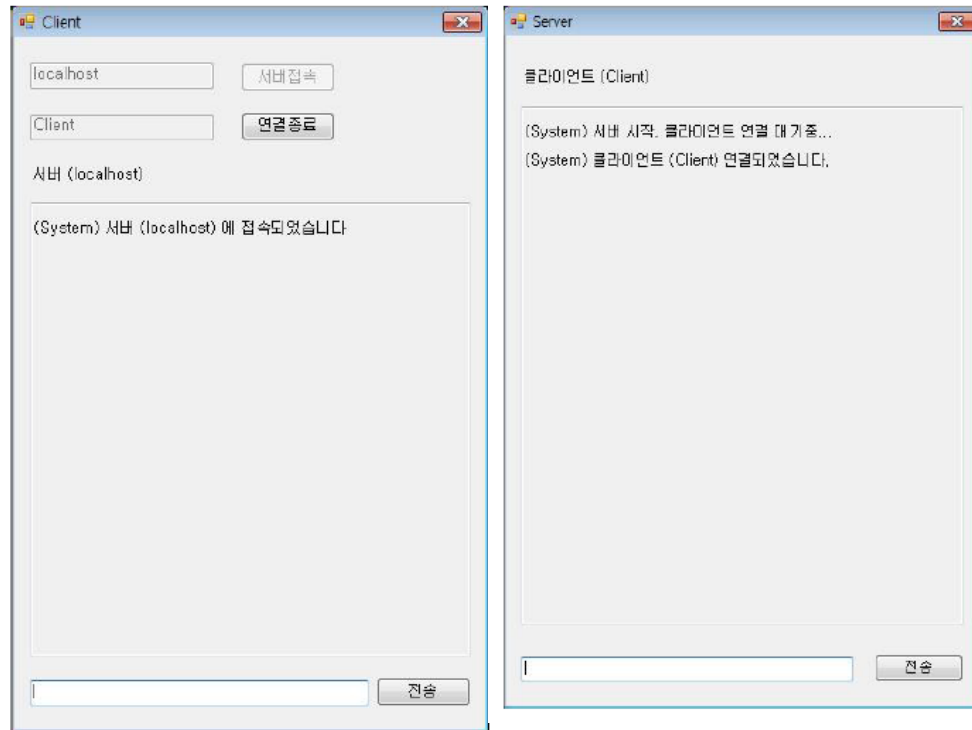 Client
localhost
서버접속
Client
연결종료
서버 (localhost)
(System) 서버 (localhost) 에 접속되었습니다
전송
Server
클라이언트 (Client)
(System) 서버 시작. 클라이언트 연결 대기중...
(System) 클라이언트 (Client) 연결되었습니다.
전송